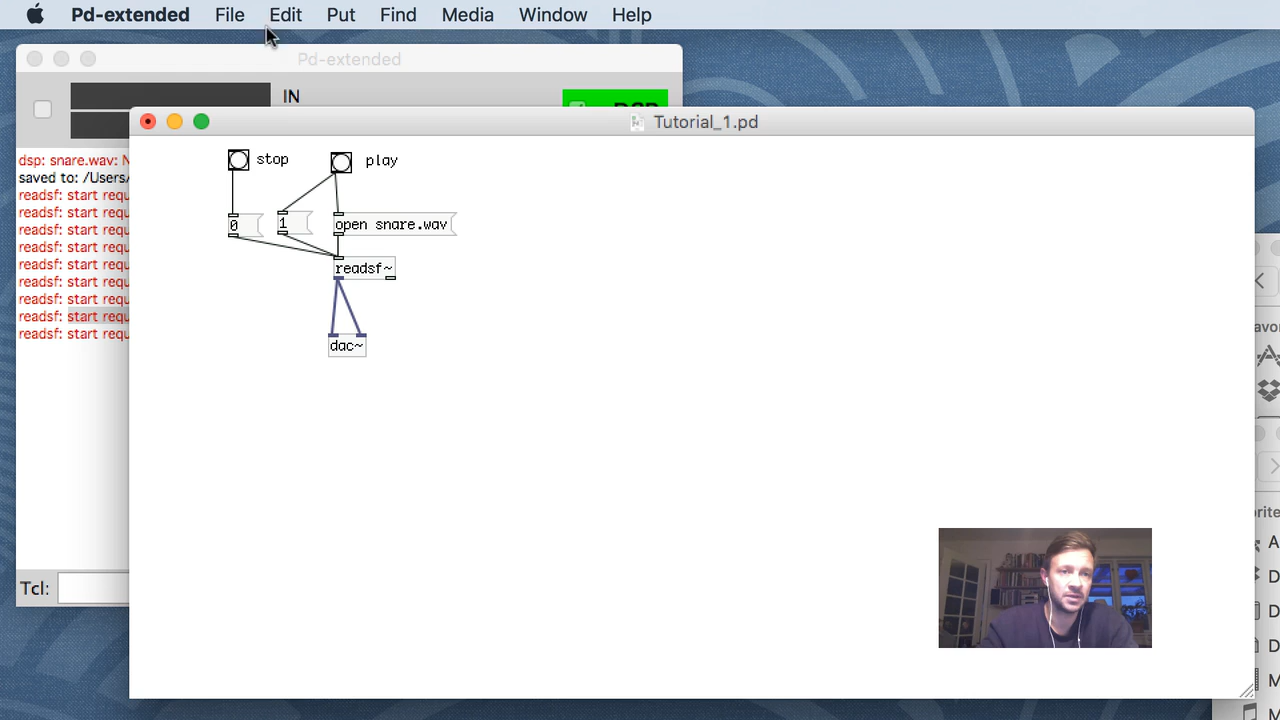 Pd-extended File Edit Put Find Media Window Help
Pd-extended
IN
Tutorial_1.pd
dsp: snare.wav: N
saved to: /Users/
readsf: start requ
readsf: start requ
readsf: start requ
readsf: start requ
readsf: start requ
readsf: start requ
readsf: start requ
readsf: start requ
readsf: start requ
stop play
0 1 open snare.wav
readsf~
dac~
Tcl: